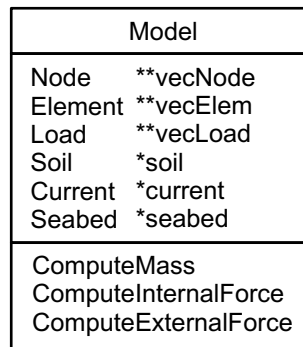 Model
Node **vecNode
Element **vecElem
Load **vecLoad
Soil *soil
Current *current
Seabed *seabed
ComputeMass
ComputeInternalForce
ComputeExternalForce